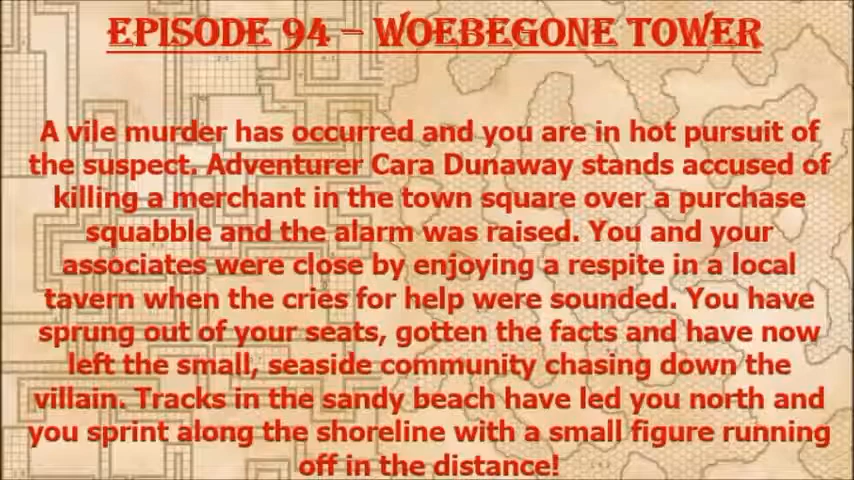 EPISODE 94 – WOEBEGONE TOWER
A vile murder has occurred and you are in hot pursuit of
the suspect. Adventurer Cara Dunaway stands accused of
killing a merchant in the town square over a purchase
squabble and the alarm was raised. You and your
associates were close by enjoying a respite in a local
tavern when the cries for help were sounded. You have
sprung out of your seats, gotten the facts and have now
left the small, seaside community chasing down the
villain. Tracks in the sandy beach have led you north and
you sprint along the shoreline with a small figure running
off in the distance!